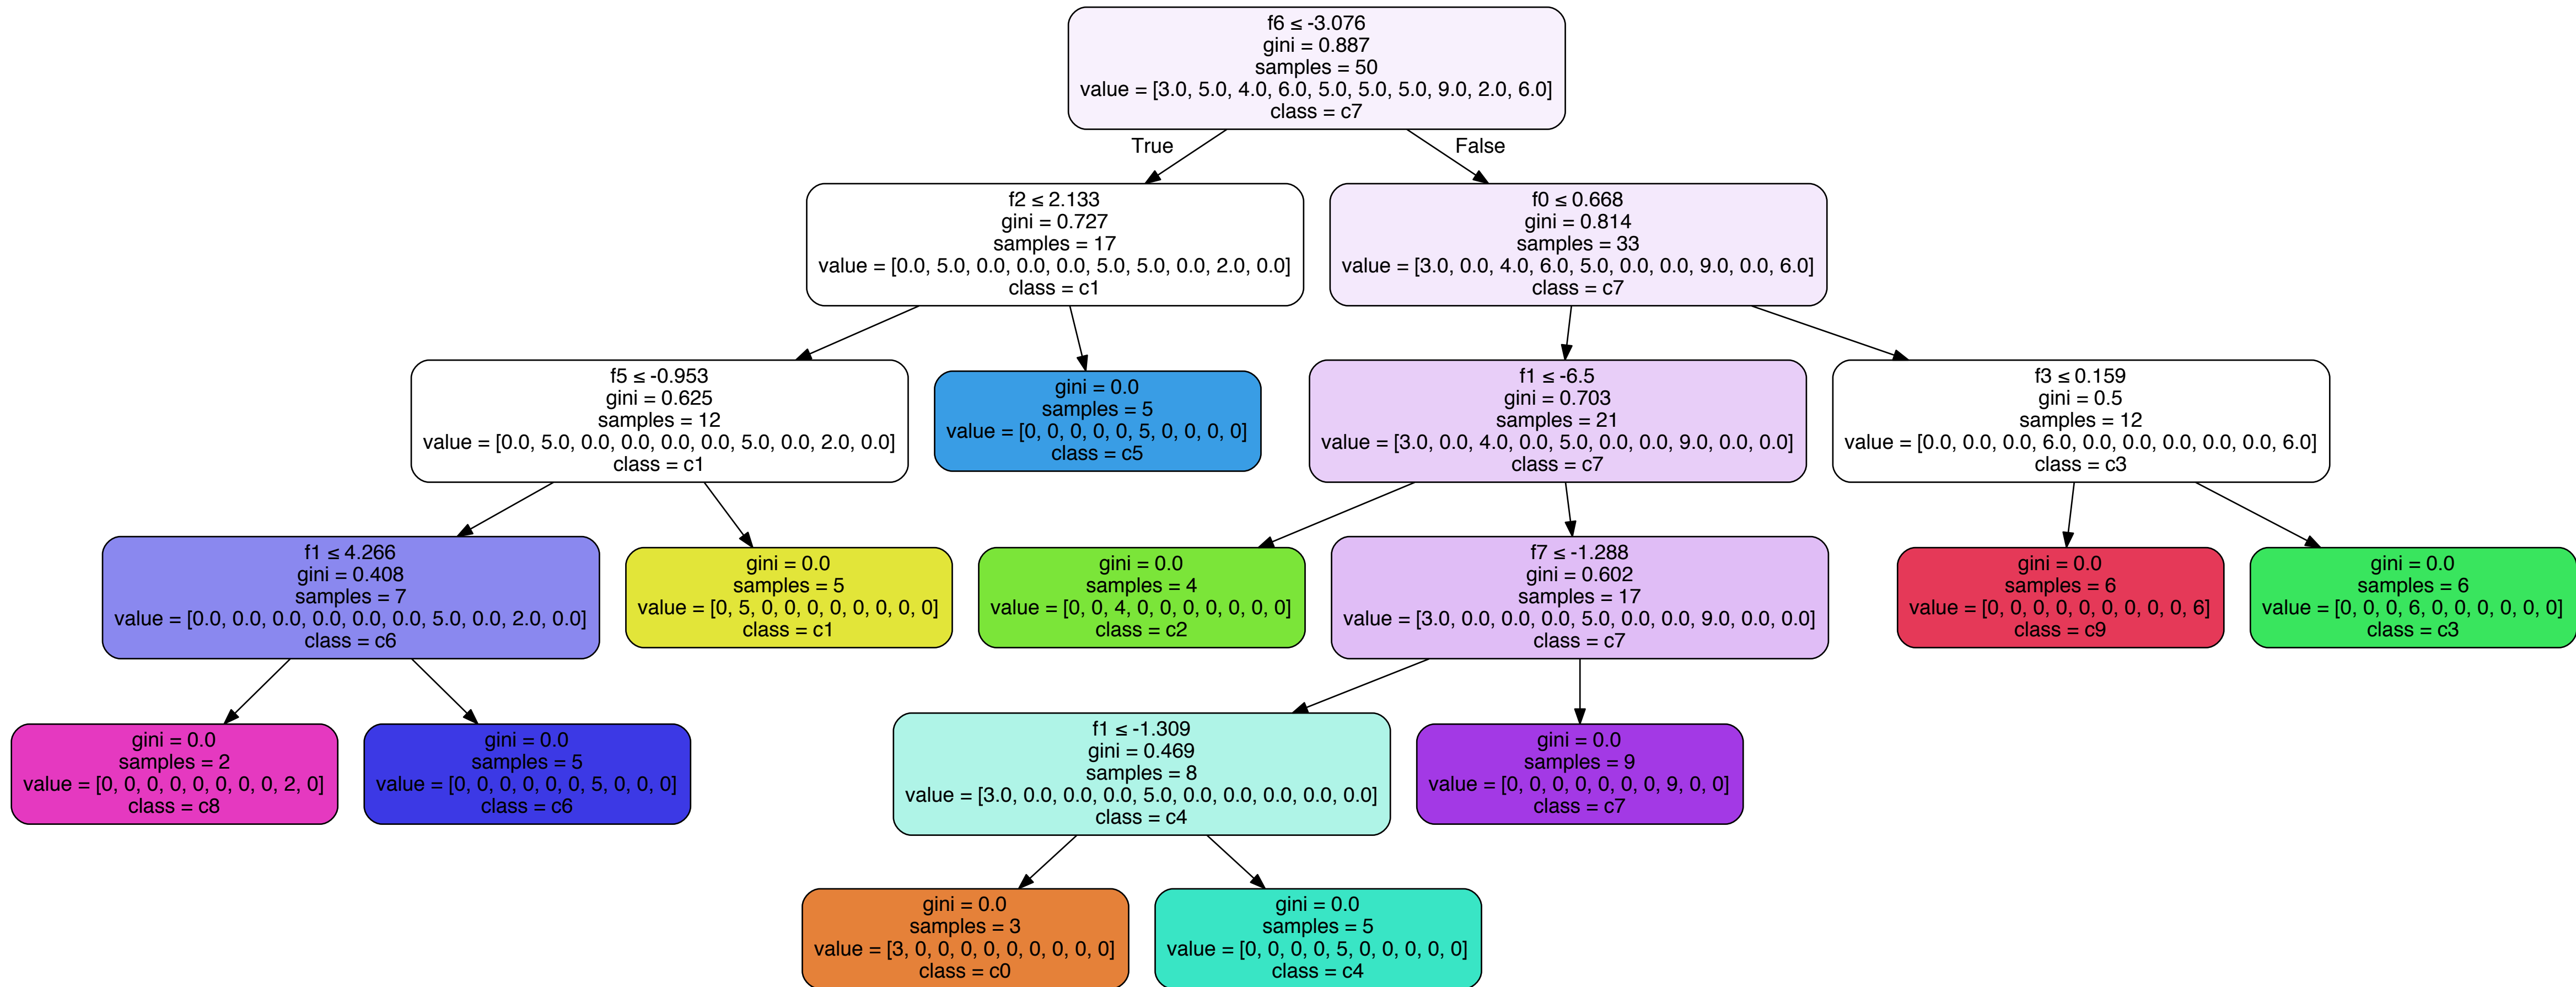 f6 ≤ -3.076
gini = 0.887
samples = 50
value = [3.0, 5.0, 4.0, 6.0, 5.0, 5.0, 5.0, 9.0, 2.0, 6.0]
class = c7
True
False
f2 ≤ 2.133
gini = 0.727
samples = 17
value = [0.0, 5.0, 0.0, 0.0, 0.0, 5.0, 5.0, 0.0, 2.0, 0.0]
class = c1
f0 ≤ 0.668
gini = 0.814
samples = 33
value = [3.0, 0.0, 4.0, 6.0, 5.0, 0.0, 0.0, 9.0, 0.0, 6.0]
class = c7
f5 ≤ -0.953
gini = 0.625
samples = 12
value = [0.0, 5.0, 0.0, 0.0, 0.0, 0.0, 5.0, 0.0, 2.0, 0.0]
class = c1
gini = 0.0
samples = 5
value = [0, 0, 0, 0, 0, 5, 0, 0, 0, 0]
class = c5
f1 ≤ -6.5
gini = 0.703
samples = 21
value = [3.0, 0.0, 4.0, 0.0, 5.0, 0.0, 0.0, 9.0, 0.0, 0.0]
class = c7
f3 ≤ 0.159
gini = 0.5
samples = 12
value = [0.0, 0.0, 0.0, 6.0, 0.0, 0.0, 0.0, 0.0, 0.0, 6.0]
class = c3
f1 ≤ 4.266
gini = 0.408
samples = 7
value = [0.0, 0.0, 0.0, 0.0, 0.0, 0.0, 5.0, 0.0, 2.0, 0.0]
class = c6
gini = 0.0
samples = 5
value = [0, 5, 0, 0, 0, 0, 0, 0, 0, 0]
class = c1
gini = 0.0
samples = 4
value = [0, 0, 4, 0, 0, 0, 0, 0, 0, 0]
class = c2
f7 ≤ -1.288
gini = 0.602
samples = 17
value = [3.0, 0.0, 0.0, 0.0, 5.0, 0.0, 0.0, 9.0, 0.0, 0.0]
class = c7
gini = 0.0
samples = 6
value = [0, 0, 0, 0, 0, 0, 0, 0, 0, 6]
class = c9
gini = 0.0
samples = 6
value = [0, 0, 0, 6, 0, 0, 0, 0, 0, 0]
class = c3
gini = 0.0
samples = 2
value = [0, 0, 0, 0, 0, 0, 0, 0, 2, 0]
class = c8
gini = 0.0
samples = 5
value = [0, 0, 0, 0, 0, 0, 5, 0, 0, 0]
class = c6
f1 ≤ -1.309
gini = 0.469
samples = 8
value = [3.0, 0.0, 0.0, 0.0, 5.0, 0.0, 0.0, 0.0, 0.0, 0.0]
class = c4
gini = 0.0
samples = 9
value = [0, 0, 0, 0, 0, 0, 0, 9, 0, 0]
class = c7
gini = 0.0
samples = 3
value = [3, 0, 0, 0, 0, 0, 0, 0, 0, 0]
class = c0
gini = 0.0
samples = 5
value = [0, 0, 0, 0, 5, 0, 0, 0, 0, 0]
class = c4